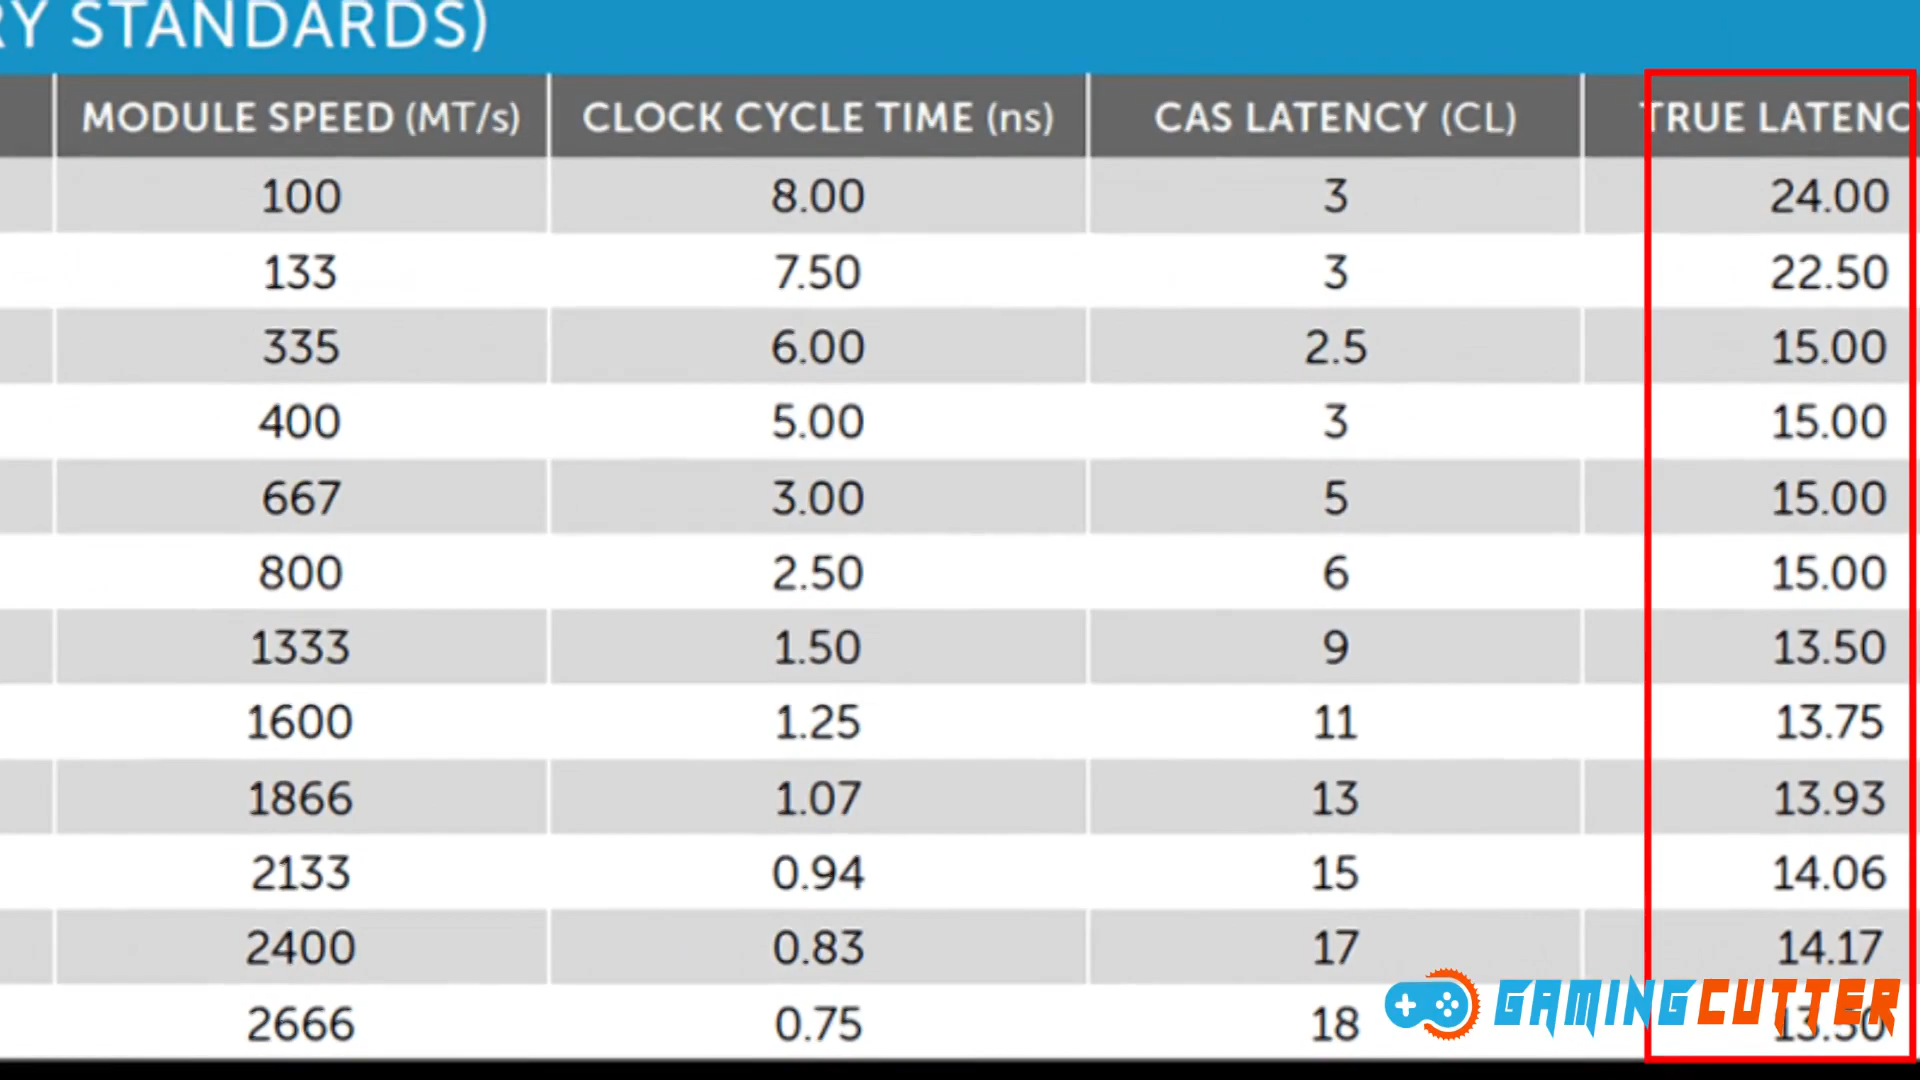 RY STANDARDS)
MODULE SPEED (MT/s) CLOCK CYCLE TIME (ns) CAS LATENCY (CL) TRUE LATENC
100 8.00 3 24.00
133 7.50 3 22.50
335 6.00 2.5 15.00
400 5.00 3 15.00
667 3.00 5 15.00
800 2.50 6 15.00
1333 1.50 9 13.50
1600 1.25 11 13.75
1866 1.07 13 13.93
2133 0.94 15 14.06
2400 0.83 17 14.17
2666 0.75 18 13.50
GAMINGCUTTER